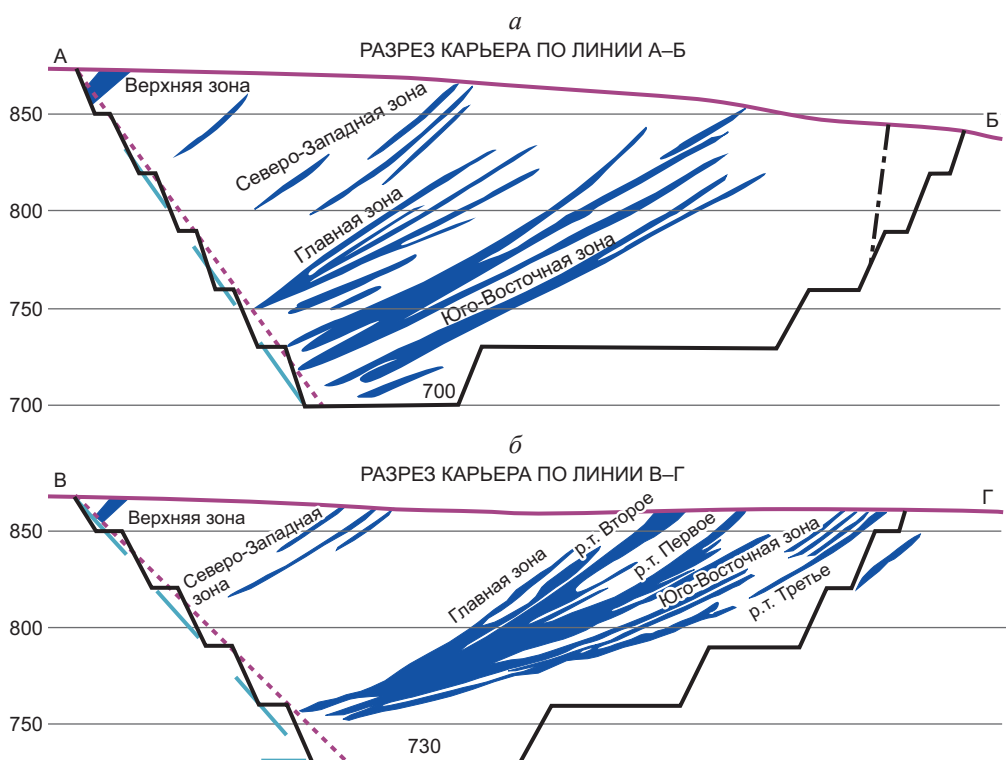 а
РАЗРЕЗ КАРЬЕРА ПО ЛИНИИ А–Б
А
Верхняя зона
850
Б
Северо-Западная зона
800
Главная зона
Юго-Восточная зона
750
700
700
б
РАЗРЕЗ КАРЬЕРА ПО ЛИНИИ В–Г
В
Г
Верхняя зона
850
Северо-Западная
зона
Главная зона
р.т. Второе
р.т. Первое
Юго-Восточная зона
р.т. Третье
800
750
730